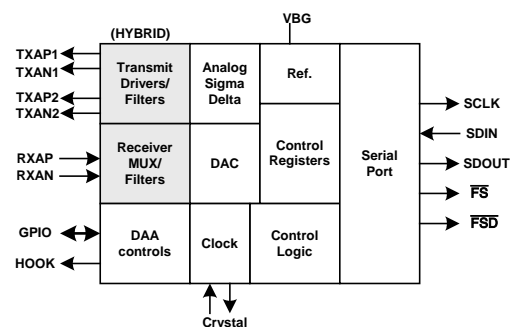 VBG
(HYBRID)
TXAP1
TXAN1
TXAP2
TXAN2
RXAP
RXAN
GPIO
HOOK
Transmit
Drivers/
Filters
Analog
Sigma
Delta
Ref.
Receiver
MUX/
Filters
DAC
Control
Registers
Serial
Port
DAA
controls
Clock
Control
Logic
SCLK
SDIN
SDOUT
FS
FSD
Crystal